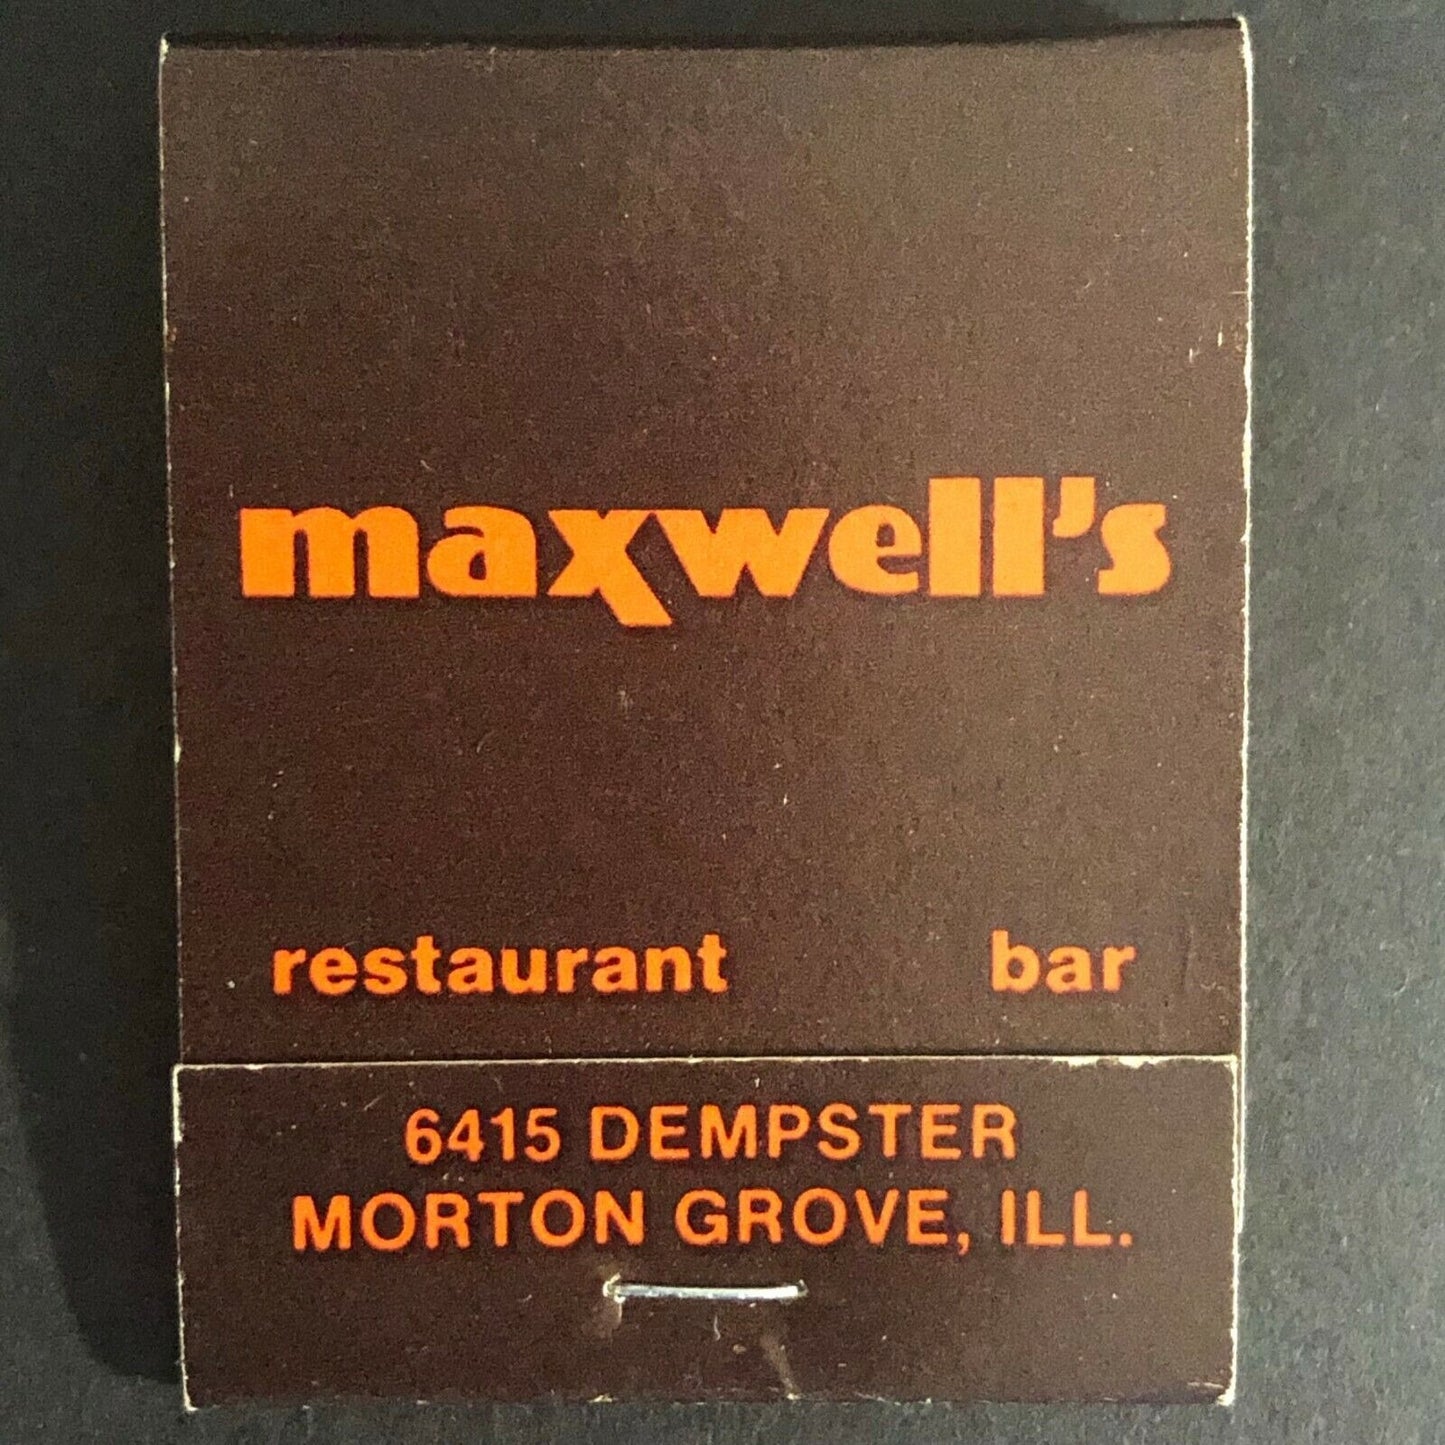 maxwell's
restaurant bar
6415 DEMPSTER
MORTON GROVE, ILL.